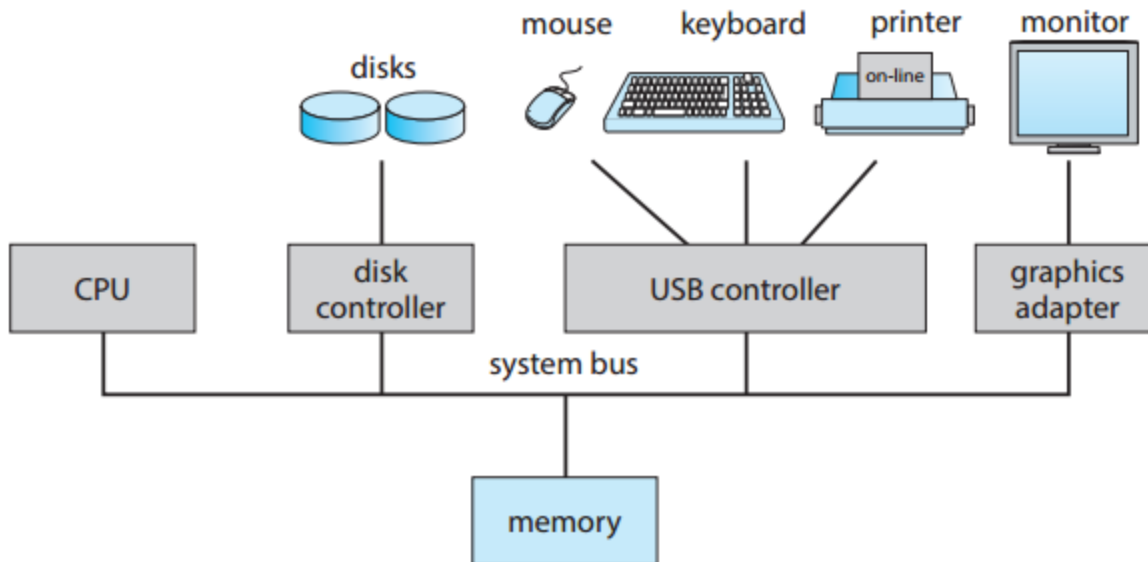 mouse
keyboard
printer
monitor
disks
on-line
CPU
disk
controller
USB controller
graphics
adapter
system bus
memory